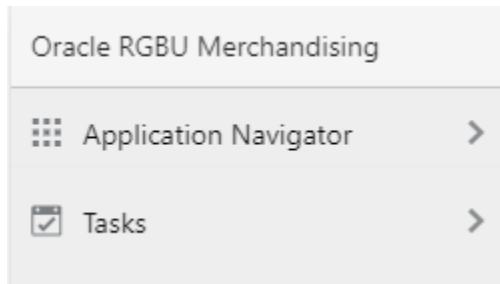 Oracle RGBU Merchandising
Application Navigator
Tasks